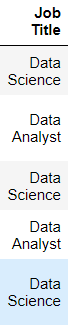 Job
Title
Data
Science
Data
Analyst
Data
Science
Data
Analyst
Data
Science